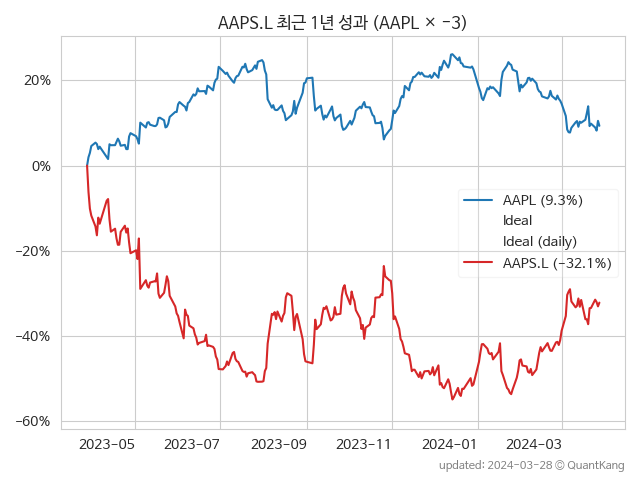 AAPS.L 최근 1년 성과 (AAPL × −3)
20%
0%
−20%
−40%
−60%
AAPL (9.3%)
Ideal
Ideal (daily)
AAPS.L (−32.1%)
2023−05 2023−07 2023−09 2023−11 2024−01 2024−03
updated: 2024−03−28 © QuantKang